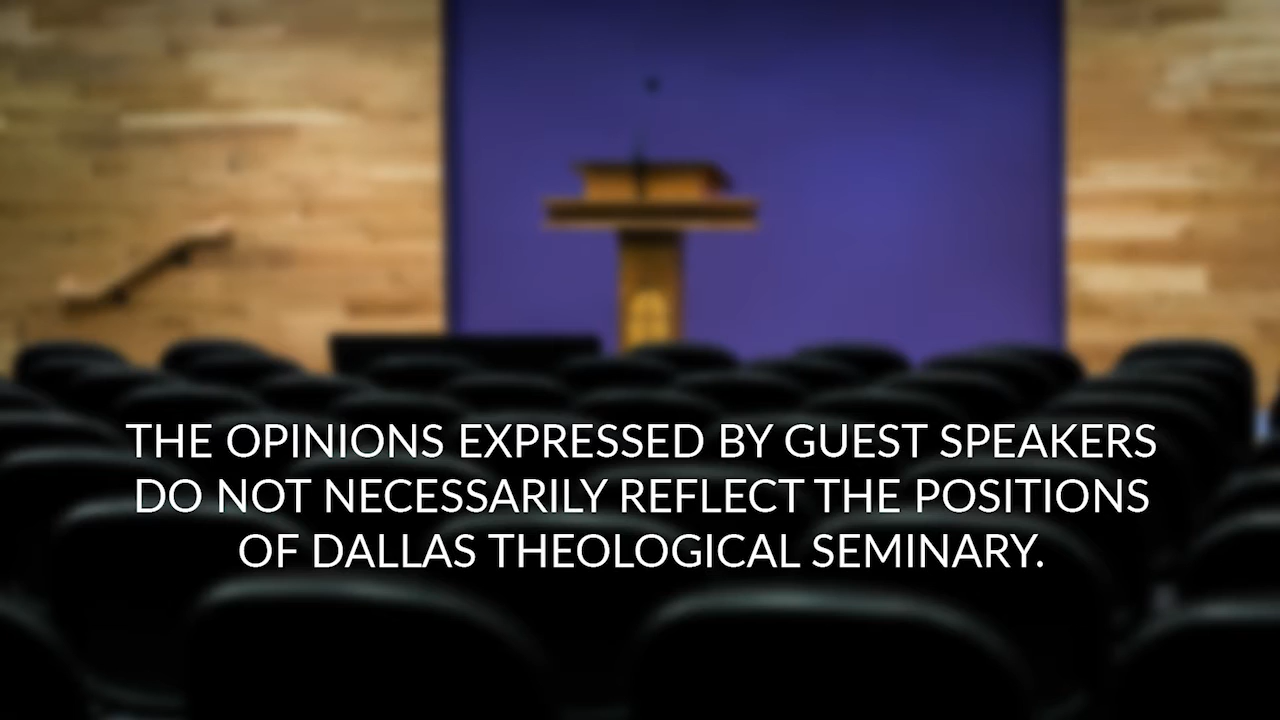 THE OPINIONS EXPRESSED BY GUEST SPEAKERS
DO NOT NECESSARILY REFLECT THE POSITIONS
OF DALLAS THEOLOGICAL SEMINARY.